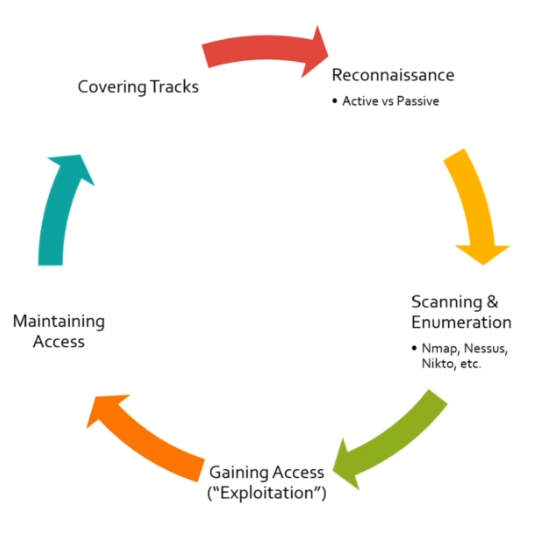 Reconnaissance
• Active vs Passive
Scanning &
Enumeration
• Nmap, Nessus,
Nikto, etc.
Gaining Access
(“Exploitation”)
Maintaining
Access
Covering Tracks